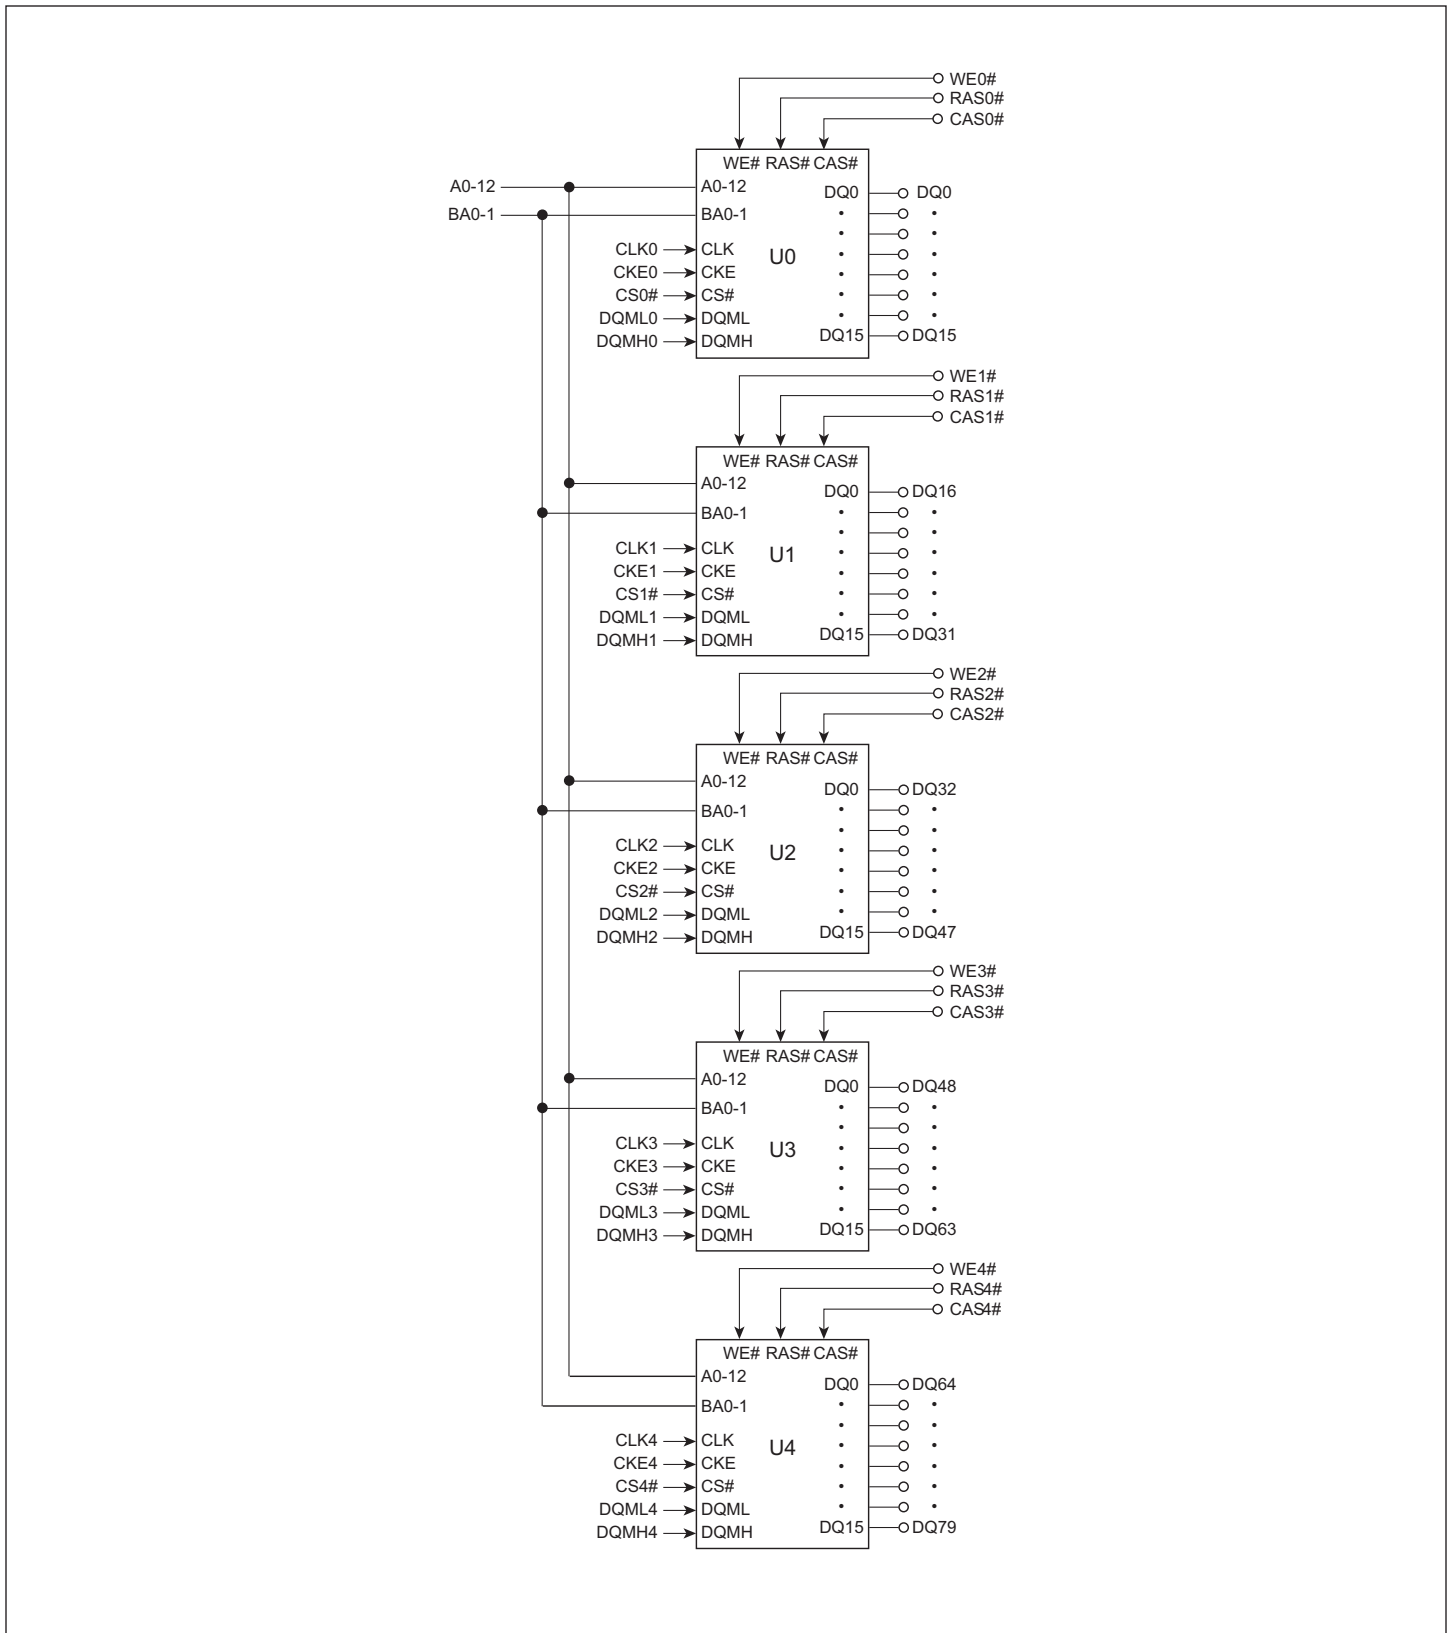 WE0#
RAS0#
CAS0#
WE# RAS# CAS#
A0-12 A0-12 DQ0 DQ0
BA0-1 BA0-1
CLK0 CLK
U0
CKE0 CKE
CS0# CS#
DQML0 DQML
DQMH0 DQMH DQ15 DQ15
WE1#
RAS1#
CAS1#
WE# RAS# CAS#
A0-12 DQ0 DQ16
BA0-1
CLK1 CLK
U1
CKE1 CKE
CS1# CS#
DQML1 DQML
DQMH1 DQMH DQ15 DQ31
WE2#
RAS2#
CAS2#
WE# RAS# CAS#
A0-12 DQ0 DQ32
BA0-1
CLK2 CLK
U2
CKE2 CKE
CS2# CS#
DQML2 DQML
DQMH2 DQMH DQ15 DQ47
WE3#
RAS3#
CAS3#
WE# RAS# CAS#
A0-12 DQ0 DQ48
BA0-1
CLK3 CLK
U3
CKE3 CKE
CS3# CS#
DQML3 DQML
DQMH3 DQMH DQ15 DQ63
WE4#
RAS4#
CAS4#
WE# RAS# CAS#
A0-12 DQ0 DQ64
BA0-1
CLK4 CLK
U4
CKE4 CKE
CS4# CS#
DQML4 DQML
DQMH4 DQMH DQ15 DQ79